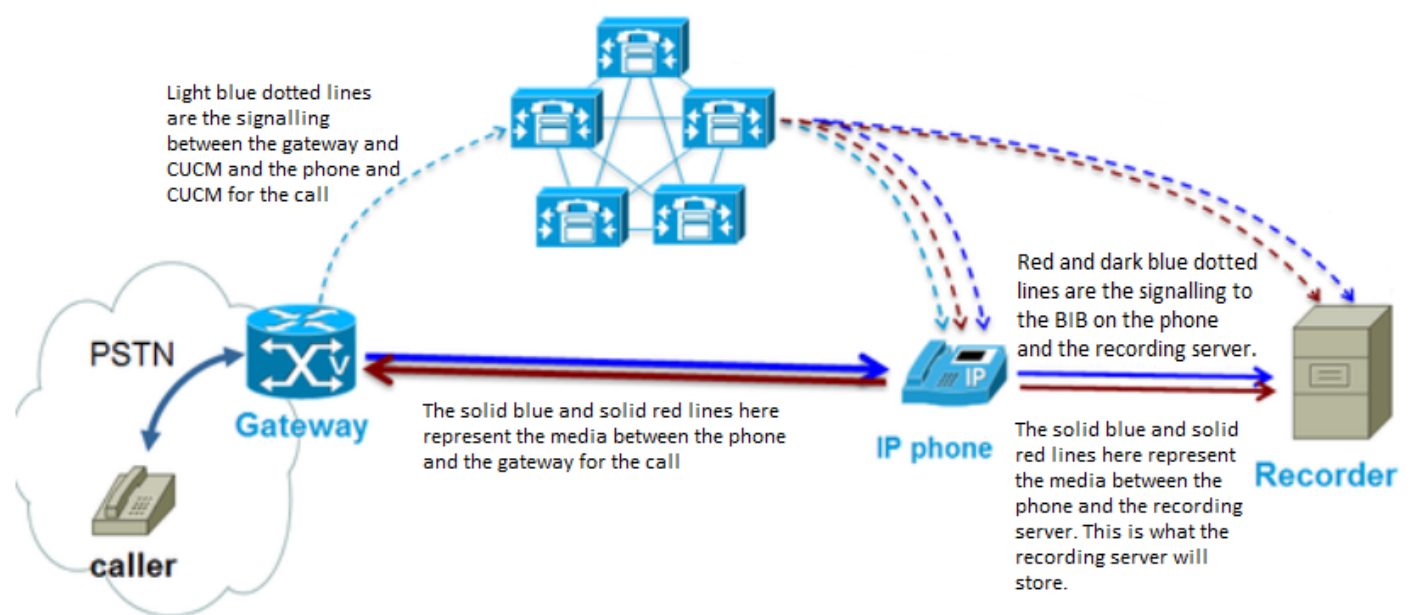 Light blue dotted lines
are the signalling
between the gateway and
CUCM and the phone and
CUCM for the call
PSTN
V
Gateway
caller
The solid blue and solid red lines here
represent the media between the phone
and the gateway for the call
IP
IP phone
Red and dark blue dotted
lines are the signalling to
the BIB on the phone
and the recording server.
The solid blue and solid
red lines here represent
the media between the
phone and the recording
server. This is what the
recording server will
store.
Recorder